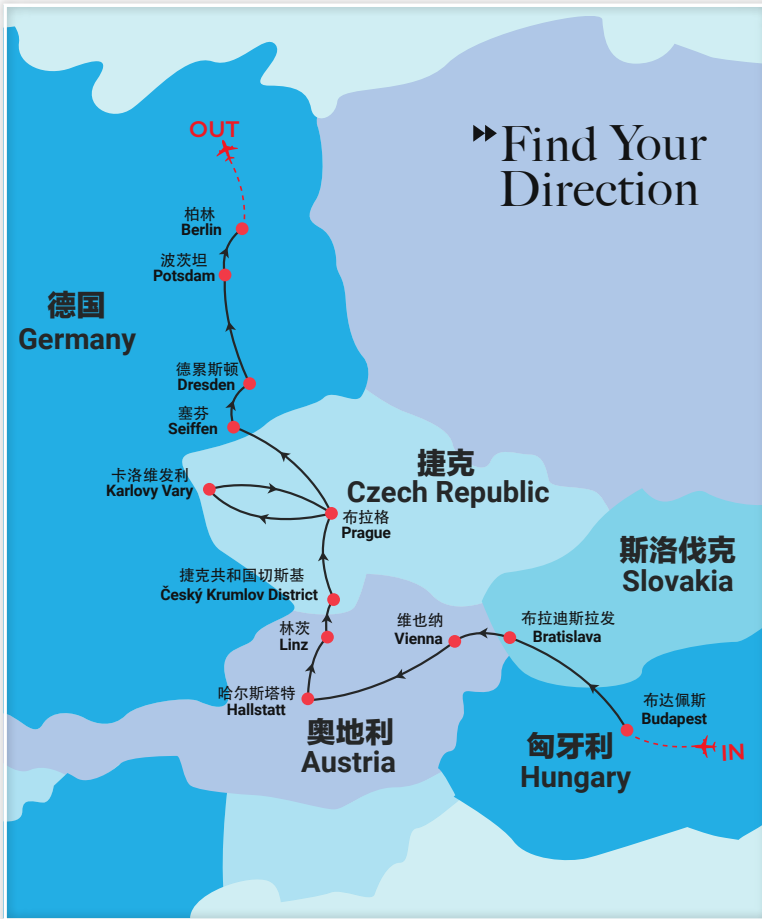 OUT
Find Your
Direction
柏林
Berlin
波茨坦
Potsdam
德国
Germany
德累斯顿
Dresden
塞芬
Seiffen
捷克
Czech Republic
卡洛维发利
Karlovy Vary
布拉格
Prague
斯洛伐克
Slovakia
捷克共和国切斯基
Český Krumlov District
林茨
Linz
维也纳
Vienna
布拉迪斯拉发
Bratislava
哈尔斯塔特
Hallstatt
布达佩斯
Budapest
奥地利
Austria
匈牙利
Hungary
IN